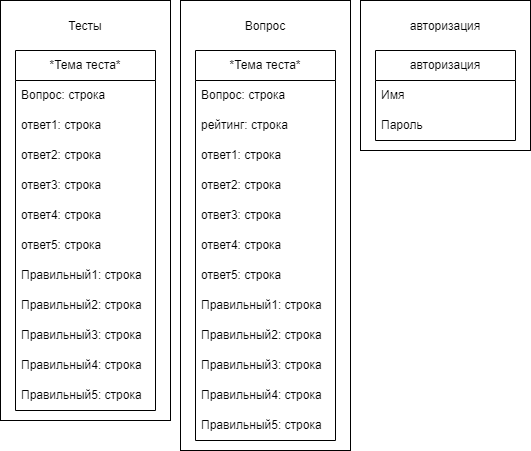 Тесты
*Тема теста*
Вопрос: строка
ответ1: строка
ответ2: строка
ответ3: строка
ответ4: строка
ответ5: строка
Правильный1: строка
Правильный2: строка
Правильный3: строка
Правильный4: строка
Правильный5: строка
Вопрос
*Тема теста*
Вопрос: строка
рейтинг: строка
ответ1: строка
ответ2: строка
ответ3: строка
ответ4: строка
ответ5: строка
Правильный1: строка
Правильный2: строка
Правильный3: строка
Правильный4: строка
Правильный5: строка
авторизация
авторизация
Имя
Пароль